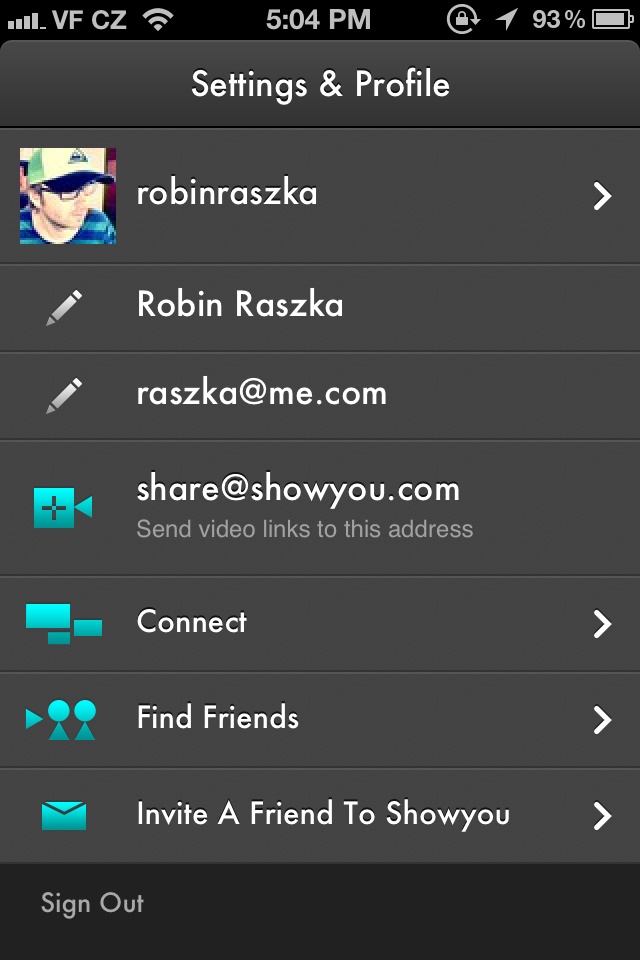 VF CZ 5:04 PM 93%
Settings & Profile
robinraszka
Robin Raszka
raszka@me.com
share@showyou.com
Send video links to this address
Connect
Find Friends
Invite A Friend To Showyou
Sign Out